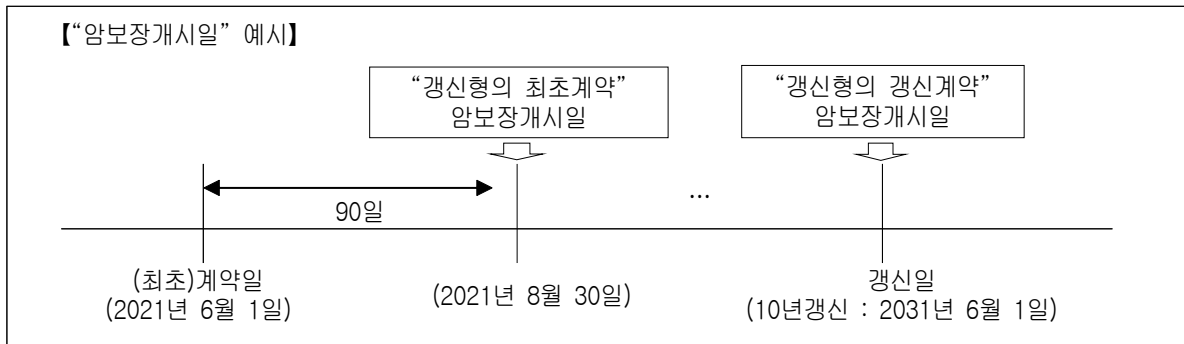 【“암보장개시일” 예시】
“갱신형의 최초계약”
암보장개시일
“갱신형의 갱신계약”
암보장개시일
90일
...
(최초)계약일
(2021년 6월 1일)
(2021년 8월 30일)
갱신일
(10년갱신 : 2031년 6월 1일)